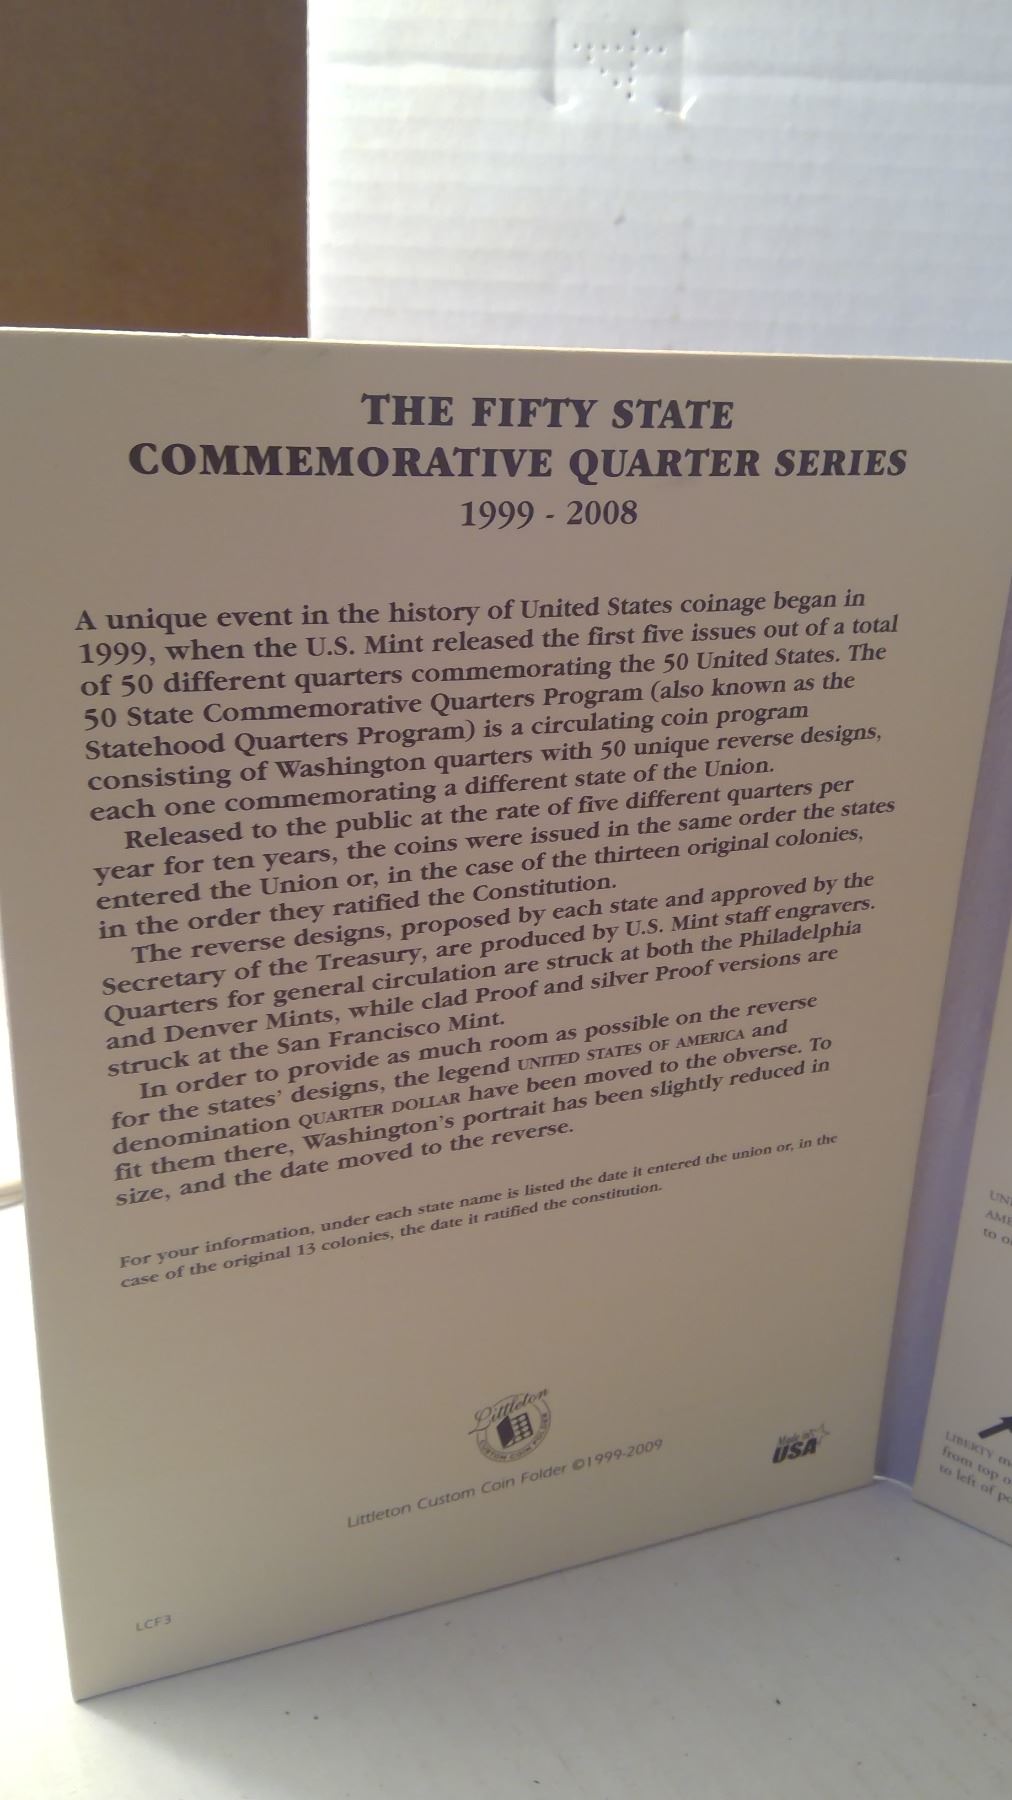 THE FIFTY STATE
COMMEMORATIVE QUARTER SERIES
1999 - 2008
A unique event in the history of United States coinage began in
1999, when the U.S. Mint released the first five issues out of a total
of 50 different quarters commemorating the 50 United States. The
50 State Commemorative Quarters Program (also known as the
Statehood Quarters Program) is a circulating coin program
consisting of Washington quarters with 50 unique reverse designs,
each one commemorating a different state of the Union.
Released to the public at the rate of five different quarters per
year for ten years, the coins were issued in the same order the states
entered the Union or, in the case of the thirteen original colonies,
in the order they ratified the Constitution.
The reverse designs, proposed by each state and approved by the
Secretary of the Treasury, are produced by U.S. Mint staff engravers.
Quarters for general circulation are struck at both the Philadelphia
and Denver Mints, while clad Proof and silver Proof versions are
struck at the San Francisco Mint.
In order to provide as much room as possible on the reverse
for the states' designs, the legend UNITED STATES OF AMERICA and
denomination QUARTER DOLLAR have been moved to the obverse. To
fit them there, Washington's portrait has been slightly reduced in
size, and the date moved to the reverse.
For your information, under each state name is listed the date it entered the union or, in the
case of the original 13 colonies, the date it ratified the constitution.
Littleton
CUSTOM COIN FOLDER
Littleton Custom Coin Folder ©1999-2009
Made in
USA
LCF3
to
LIBERTY
from top
to left of